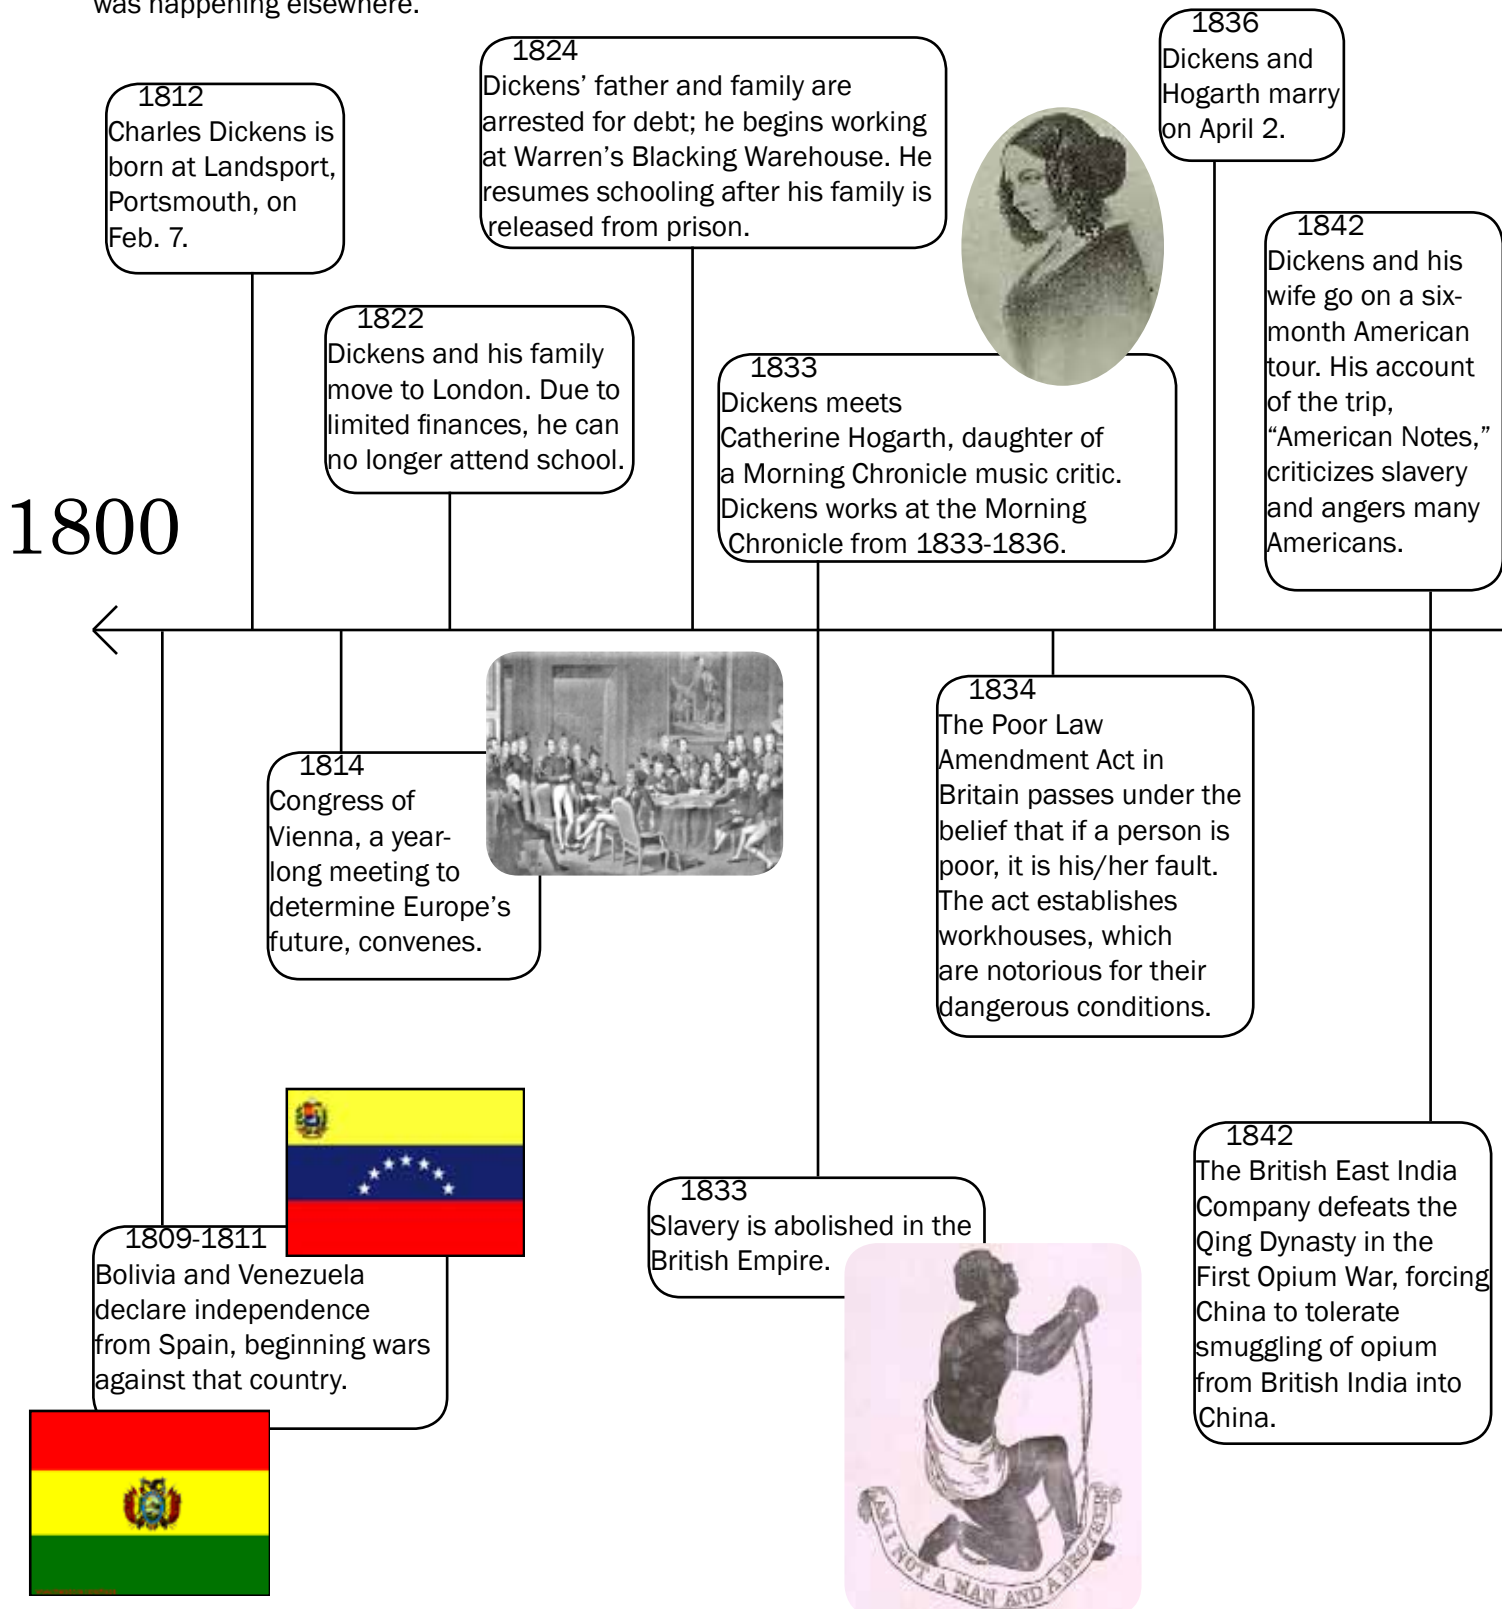 was happening elsewhere.
1812
Charles Dickens is
born at Landsport,
Portsmouth, on
Feb. 7.
1824
Dickens’ father and family are
arrested for debt; he begins working
at Warren’s Blacking Warehouse. He
resumes schooling after his family is
released from prison.
1836
Dickens and
Hogarth marry
on April 2.
1822
Dickens and his family
move to London. Due to
limited finances, he can
no longer attend school.
1833
Dickens meets
Catherine Hogarth, daughter of
a Morning Chronicle music critic.
Dickens works at the Morning
Chronicle from 1833-1836.
1842
Dickens and his
wife go on a six-
month American
tour. His account
of the trip,
“American Notes,”
criticizes slavery
and angers many
Americans.
1800
1814
Congress of
Vienna, a year-
long meeting to
determine Europe’s
future, convenes.
1834
The Poor Law
Amendment Act in
Britain passes under the
belief that if a person is
poor, it is his/her fault.
The act establishes
workhouses, which
are notorious for their
dangerous conditions.
1809-1811
Bolivia and Venezuela
declare independence
from Spain, beginning wars
against that country.
1833
Slavery is abolished in the
British Empire.
AM I NOT A MAN AND A BROTHER
1842
The British East India
Company defeats the
Qing Dynasty in the
First Opium War, forcing
China to tolerate
smuggling of opium
from British India into
China.